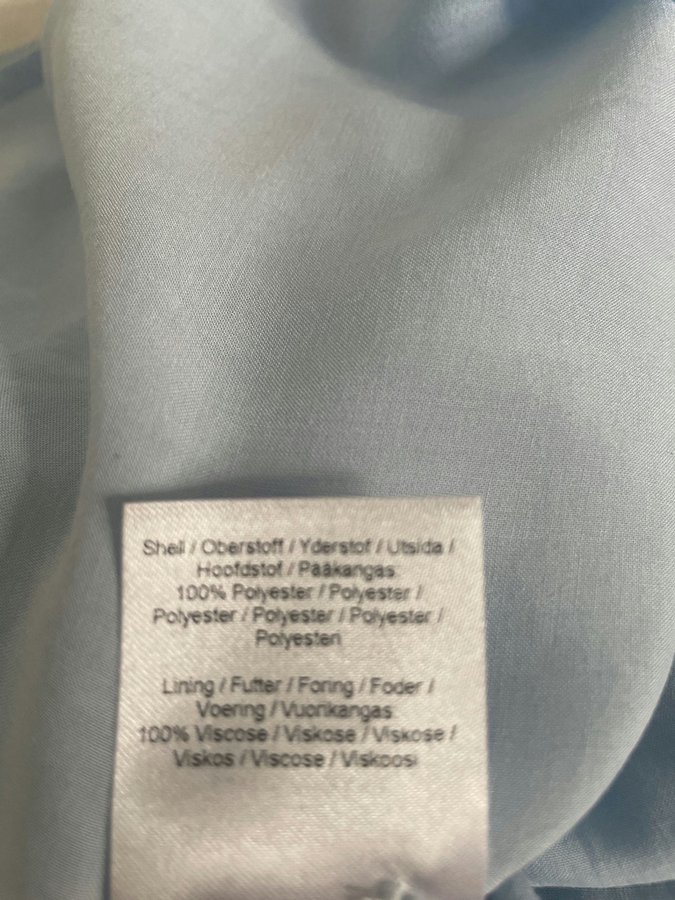 Shell / Oberstoff / Yderstof / Utsida /
Hoofdstof / Pääkangas
100% Polyester / Polyester /
Polyester / Polyester / Polyester /
Polyesteri
Lining / Futter / Foring / Foder /
Voering / Vuorikangas
100% Viscose / Viskose / Viskose /
Viskos / Viscose / Viskoosi